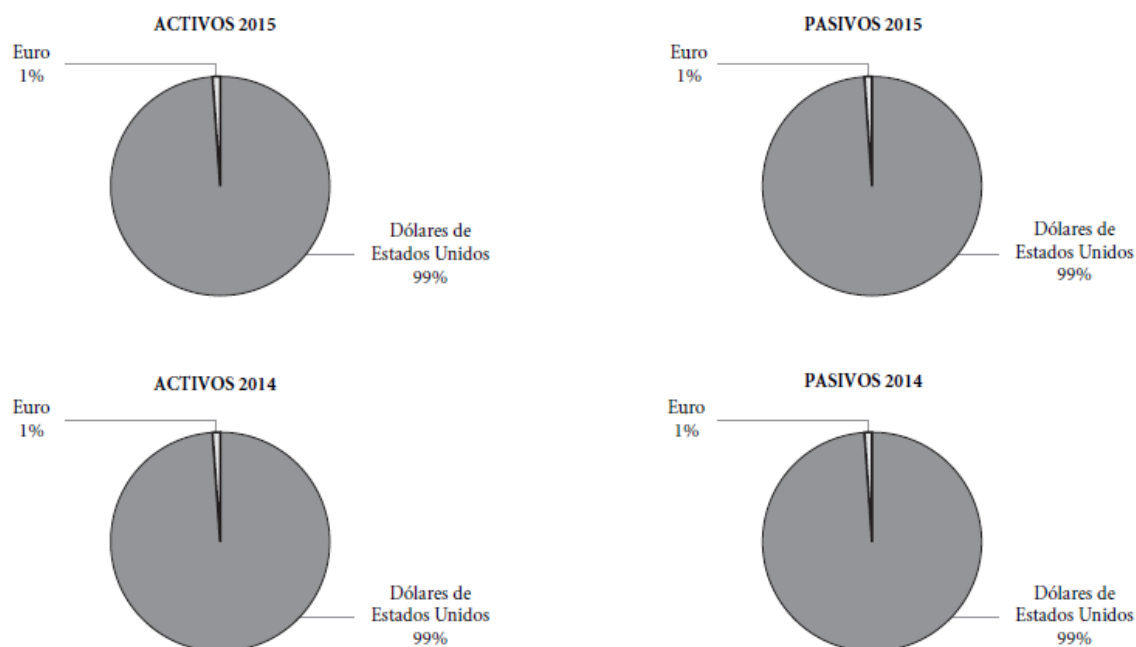 ACTIVOS 2015
Euro
1%
Dólares de
Estados Unidos
99%
PASIVOS 2015
Euro
1%
Dólares de
Estados Unidos
99%
ACTIVOS 2014
Euro
1%
Dólares de
Estados Unidos
99%
PASIVOS 2014
Euro
1%
Dólares de
Estados Unidos
99%